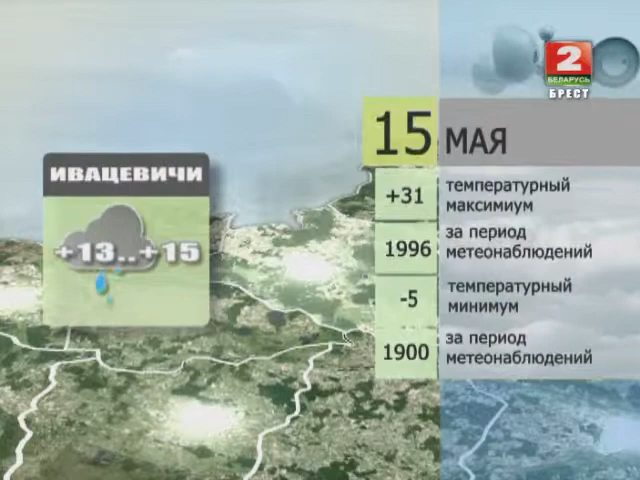 2
БЕЛАРУСЬ
БРЕСТ
15 МАЯ
ИВАЦЕВИЧИ
+13..+15
+31 температурный
максимиум
1996 за период
метеонаблюдений
-5 температурный
минимум
1900 за период
метеонаблюдений